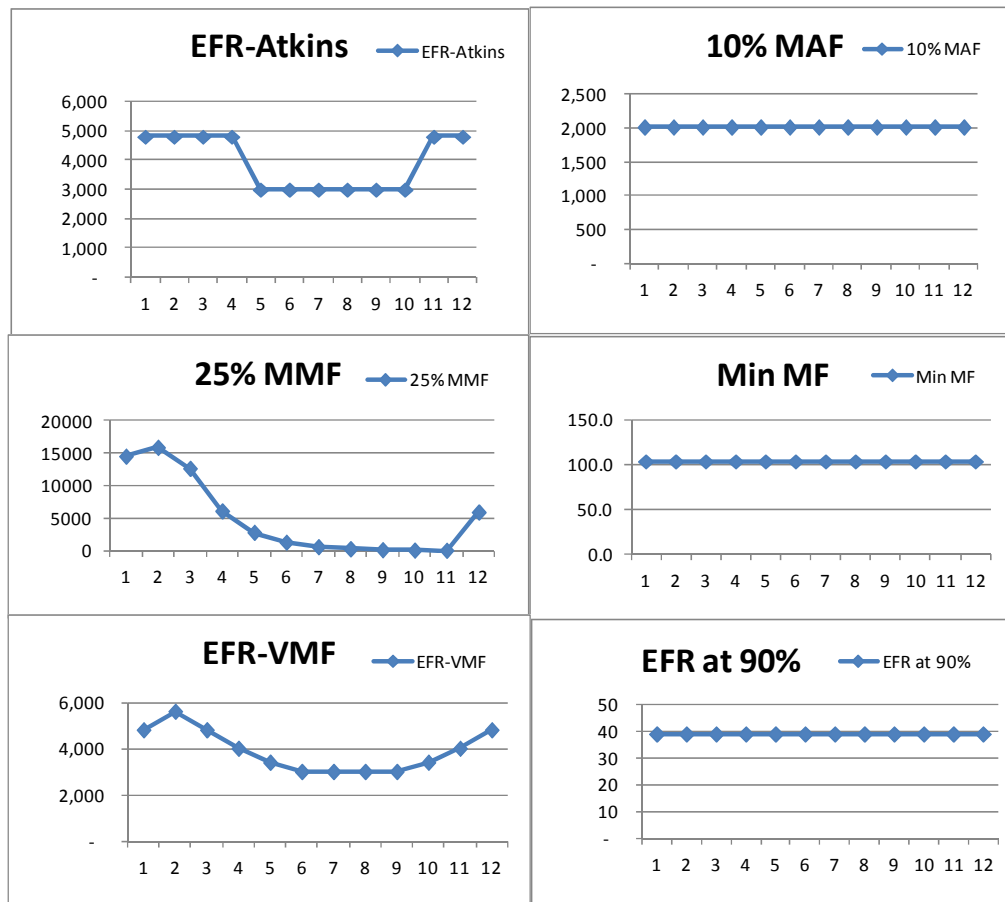 EFR-Atkins
EFR-Atkins
6,000
5,000
4,000
3,000
2,000
1,000
-
1 2 3 4 5 6 7 8 9 10 11 12
10% MAF
10% MAF
2,500
2,000
1,500
1,000
500
-
1 2 3 4 5 6 7 8 9 10 11 12
25% MMF
25% MMF
20000
15000
10000
5000
0
1 2 3 4 5 6 7 8 9 10 11 12
Min MF
Min MF
150.0
100.0
50.0
0.0
1 2 3 4 5 6 7 8 9 10 11 12
EFR-VMF
EFR-VMF
6,000
4,000
2,000
-
1 2 3 4 5 6 7 8 9 10 11 12
EFR at 90%
EFR at 90%
50
40
30
20
10
-
1 2 3 4 5 6 7 8 9 10 11 12